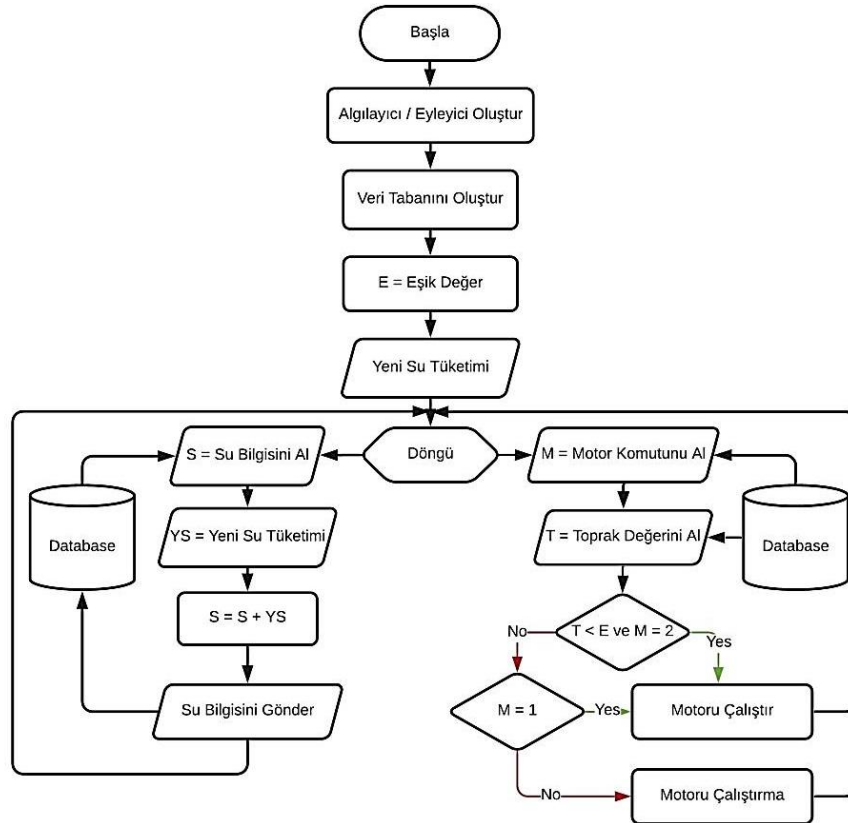 Başla
Algılayıcı / Eyleyici Oluştur
Veri Tabanını Oluştur
E = Eşik Değer
Yeni Su Tüketimi
Döngü
S = Su Bilgisini Al
YS = Yeni Su Tüketimi
S = S + YS
Su Bilgisini Gönder
Database
M = Motor Komutunu Al
T = Toprak Değerini Al
Database
T < E ve M = 2
No
Yes
M = 1
Yes
Motoru Çalıştır
No
Motoru Çalıştırma